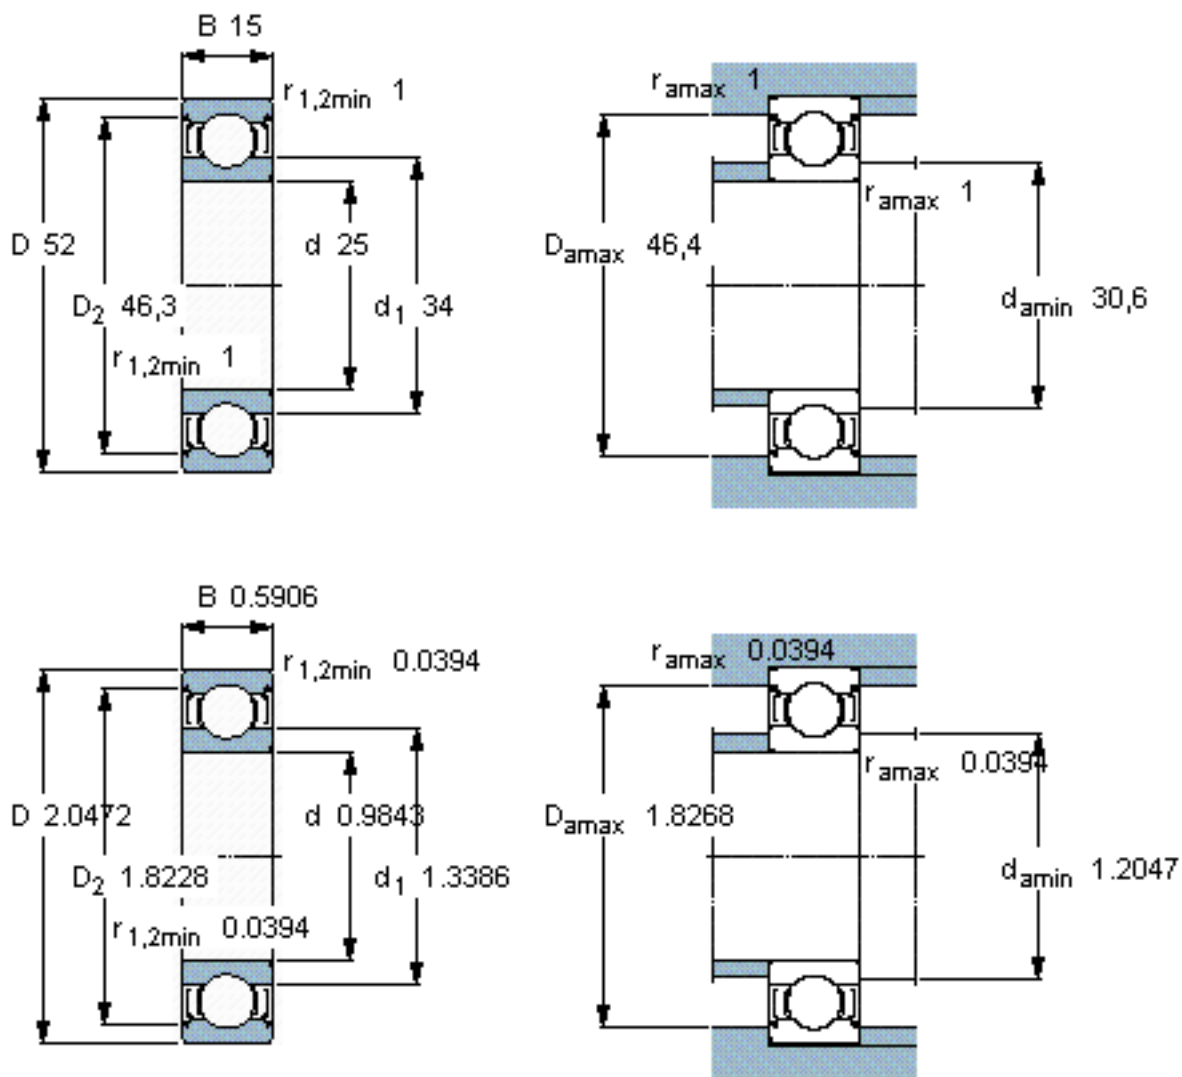 B 15
r1,2min 1
ramax 1
ramax 1
D 52
d 25
Damax 46,4
D2 46,3
d1 34
damin 30,6
r1,2min 1
B 0.5906
r1,2min 0.0394
ramax 0.0394
ramax 0.0394
D 2.0472
d 0.9843
Damax 1.8268
D2 1.8228
d1 1.3386
damin 1.2047
r1,2min 0.0394